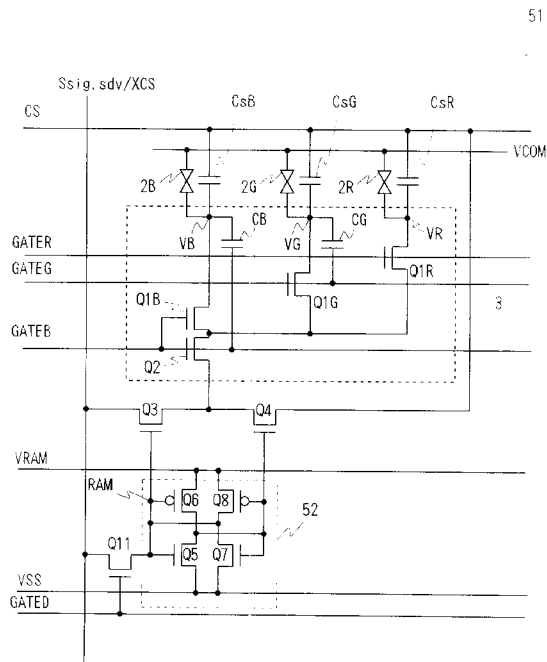 51
Ssig.sdv/XCS
CsB CsG CsR
CS
VCOM
2B 2G 2R
CB CG
VB VG VR
GATER
GATEG
Q1R
Q1B Q1G 3
GATEB
Q2
Q3 Q4
VRAM
RAM
Q6 Q8
52
Q11 Q5 Q7
VSS
GATED